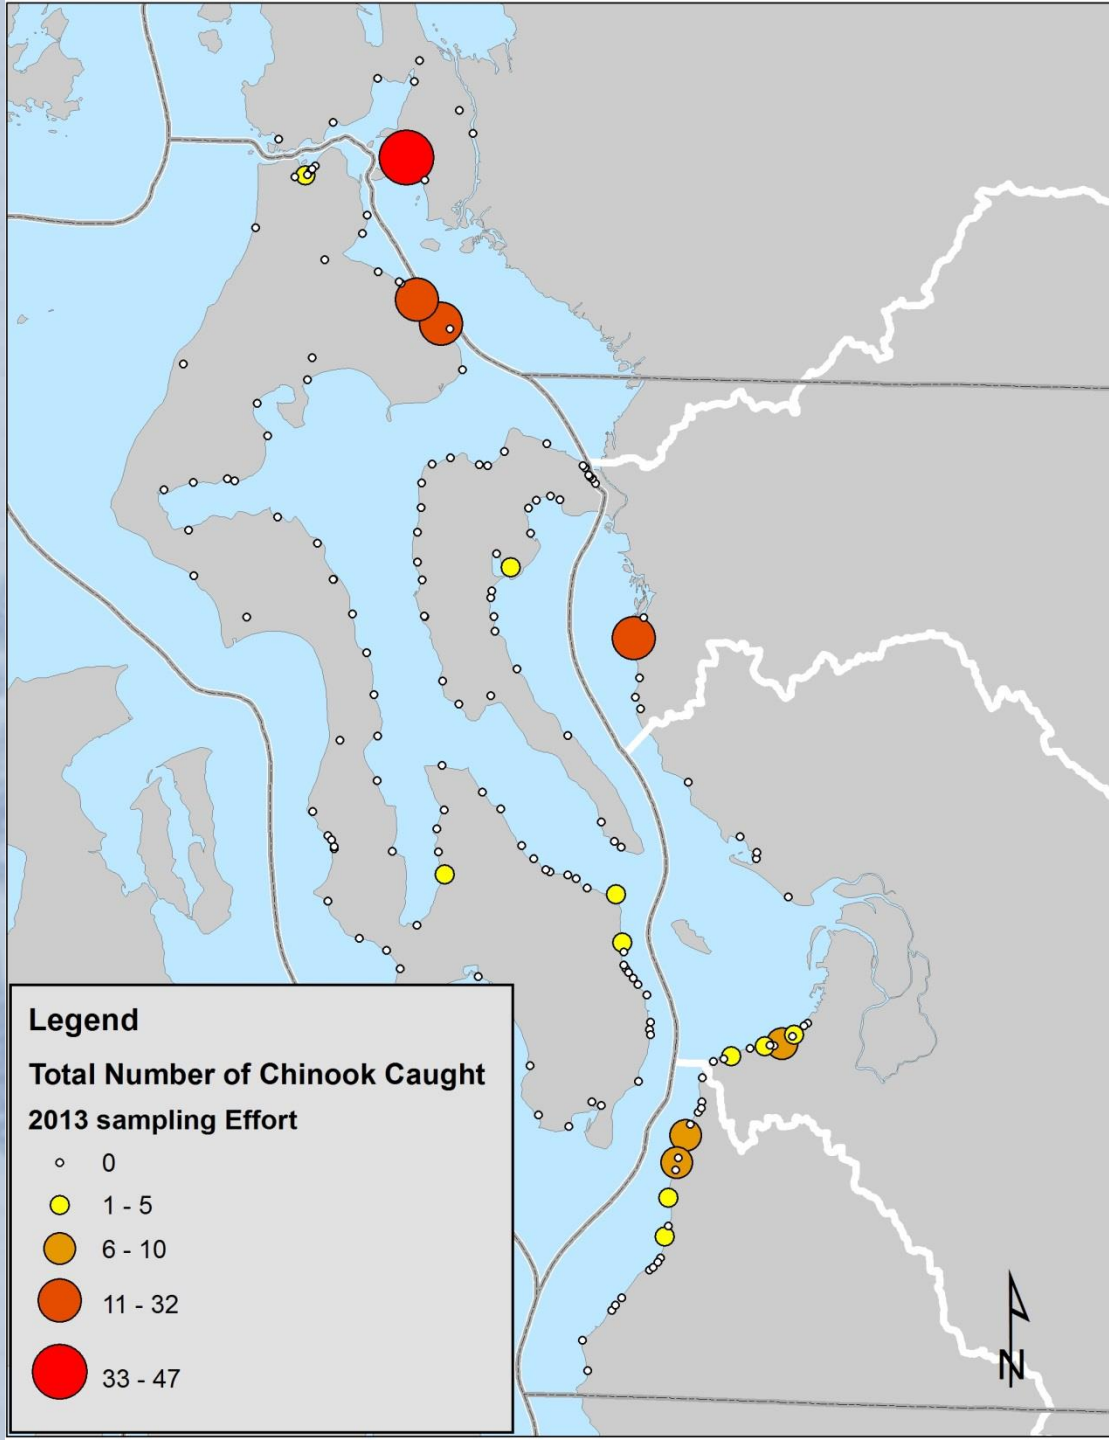 Legend
Total Number of Chinook Caught
2013 sampling Effort
0
1 - 5
6 - 10
11 - 32
33 - 47
N